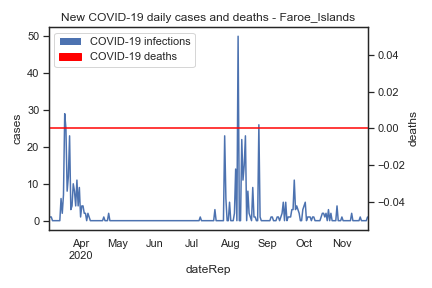 New COVID-19 daily cases and deaths - Faroe_Islands
COVID-19 infections
COVID-19 deaths
50
40
30
20
10
0
cases
0.04
0.02
0.00
−0.02
−0.04
deaths
Apr May Jun Jul Aug Sep Oct Nov
2020
dateRep